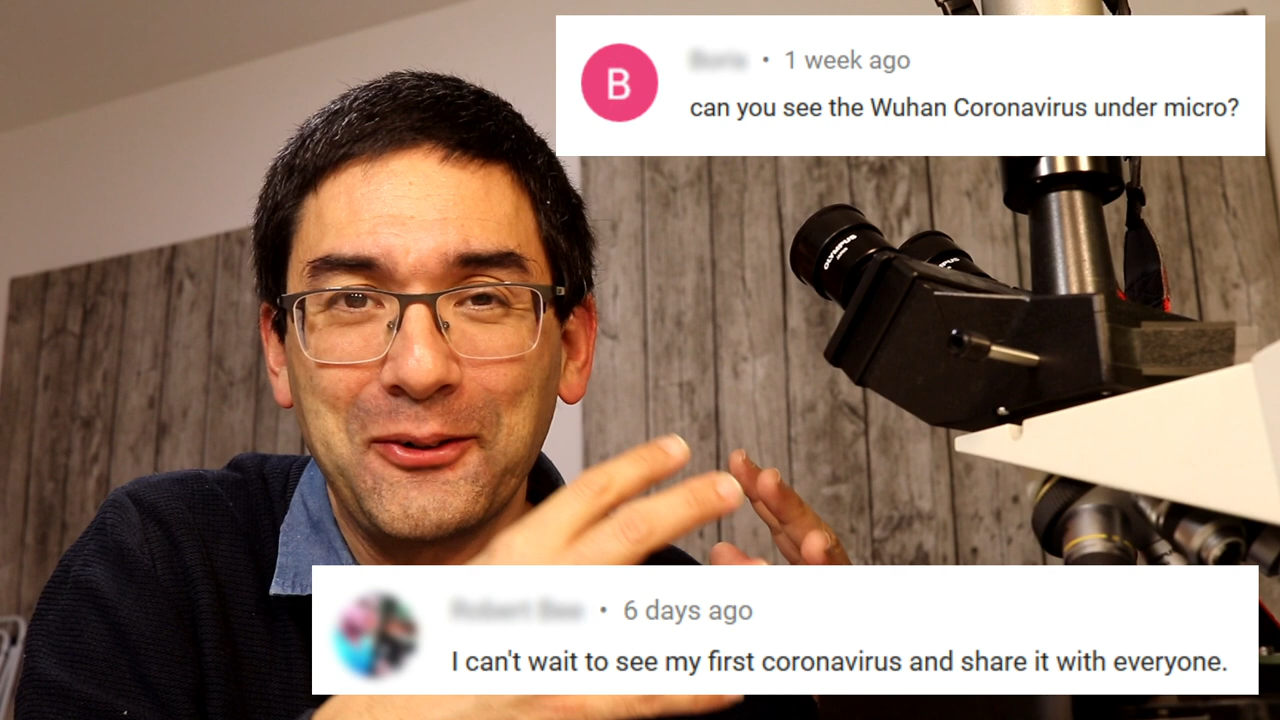 B • 1 week ago
can you see the Wuhan Coronavirus under micro?
OLYMPUS
• 6 days ago
I can't wait to see my first coronavirus and share it with everyone.